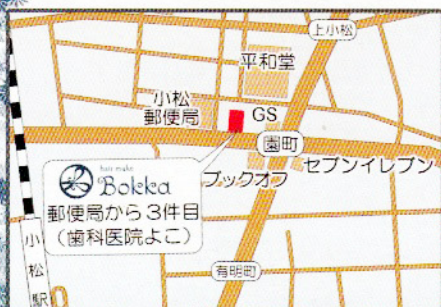 上小松
平和堂
小松
郵便局
GS
園町
セブンイレブン
ブックオフ
hair make
Bokka
郵便局から3件目
（歯科医院よこ）
有明町
小松駅